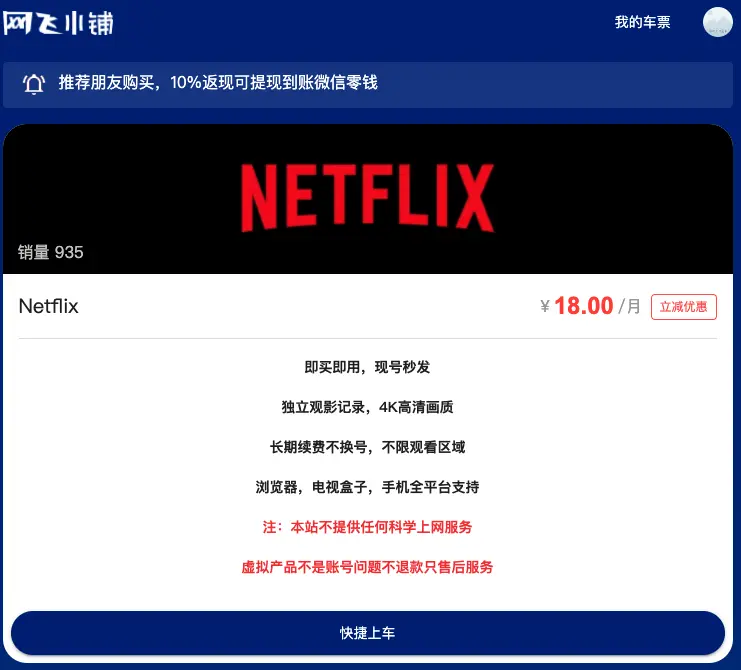 网飞小铺
我的车票
推荐朋友购买，10%返现可提现到账微信零钱
NETFLIX
销量 935
Netflix
¥ 18.00 /月 立减优惠
即买即用，现号秒发
独立观影记录，4K高清画质
长期续费不换号，不限观看区域
浏览器，电视盒子，手机全平台支持
注：本站不提供任何科学上网服务
虚拟产品不是账号问题不退款只售后服务
快捷上车